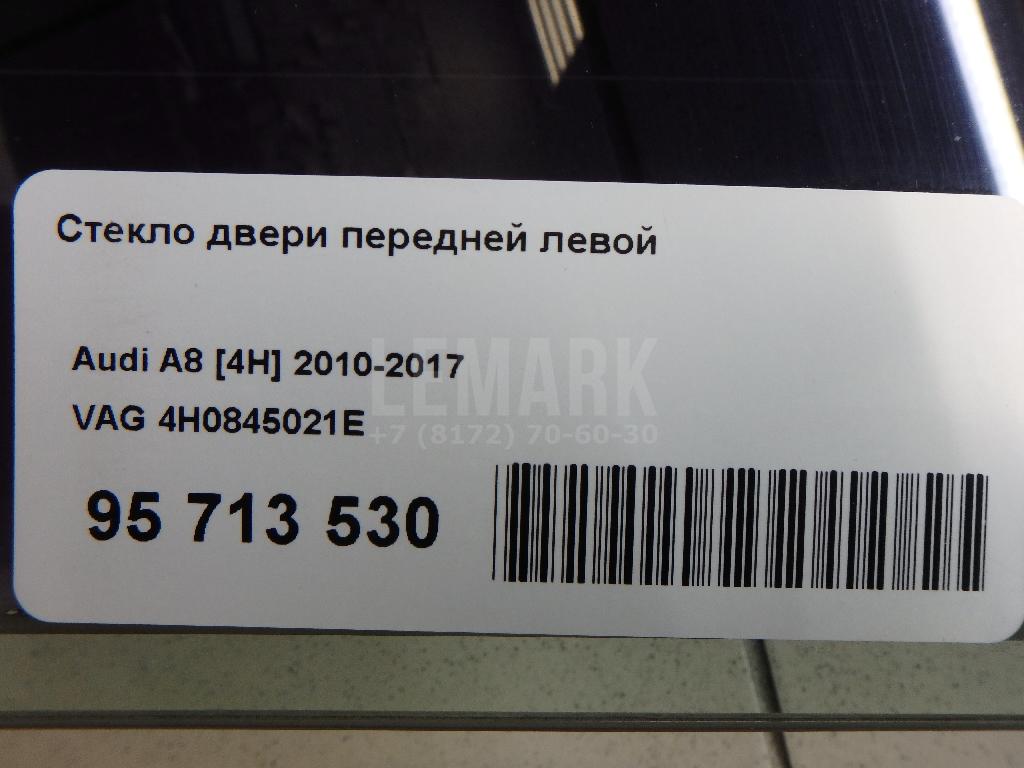 Стекло двери передней левой
Audi A8 [4H] 2010-2017
LEMARK
VAG 4H0845021E
+7 (8172) 70-60-30
95 713 530